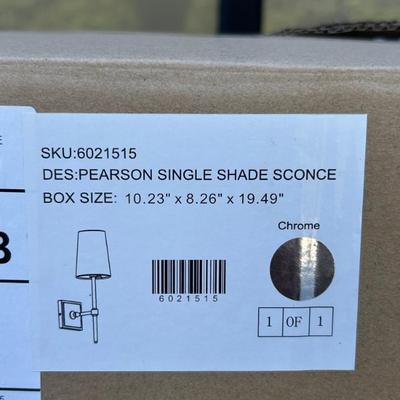 SKU:6021515
DES:PEARSON SINGLE SHADE SCONCE
BOX SIZE: 10.23" x 8.26" x 19.49"
Chrome
6021515
1 OF 1